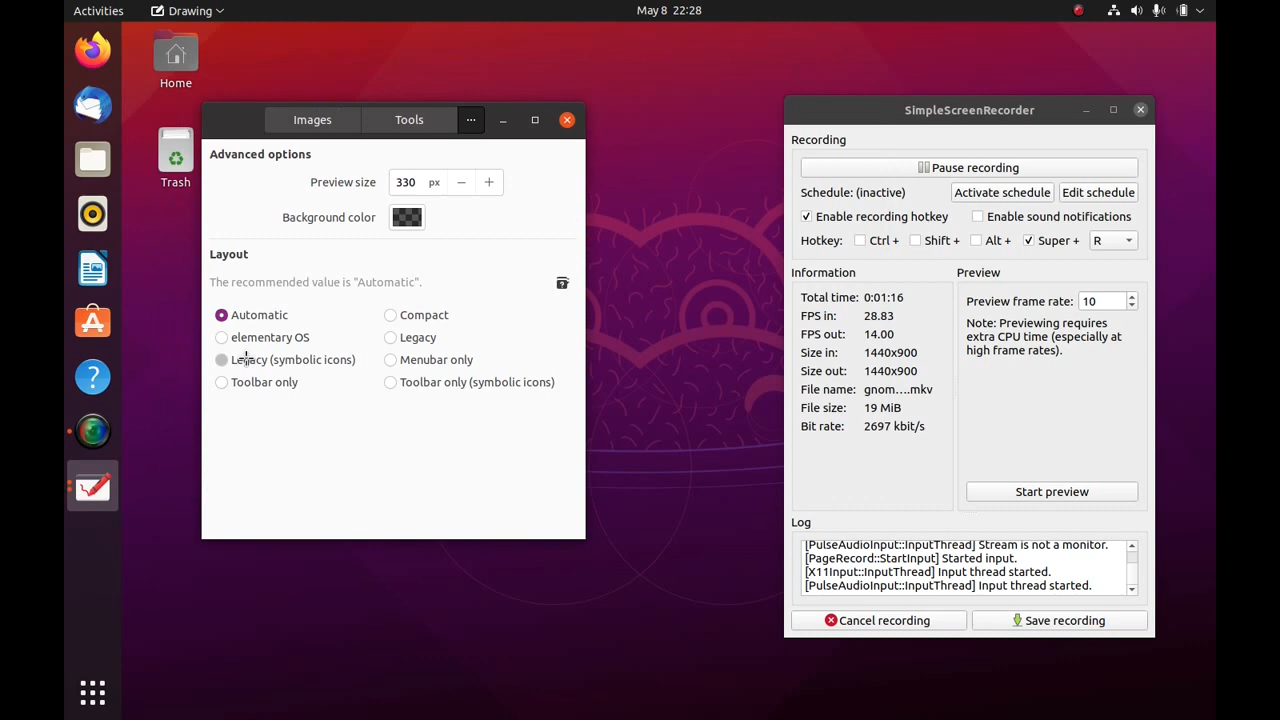 Activities
Drawing
May 8 22:28
Home
Trash
Images
Tools
Advanced options
Preview size
330 px
Background color
Layout
The recommended value is "Automatic".
Automatic
Compact
elementary OS
Legacy
Legacy (symbolic icons)
Menubar only
Toolbar only
Toolbar only (symbolic icons)
SimpleScreenRecorder
Recording
Pause recording
Schedule: (inactive)
Activate schedule
Edit schedule
Enable recording hotkey
Enable sound notifications
Hotkey: Ctrl + Shift + Alt + Super + R
Information
Total time: 0:01:16
FPS in: 28.83
FPS out: 14.00
Size in: 1440x900
Size out: 1440x900
File name: gnom....mkv
File size: 19 MiB
Bit rate: 2697 kbit/s
Preview
Preview frame rate: 10
Note: Previewing requires
extra CPU time (especially at
high frame rates).
Start preview
Log
[PulseAudioInput::InputThread] Stream is not a monitor.
[PageRecord::StartInput] Started input.
[X11Input::InputThread] Input thread started.
[PulseAudioInput::InputThread] Input thread started.
Cancel recording
Save recording